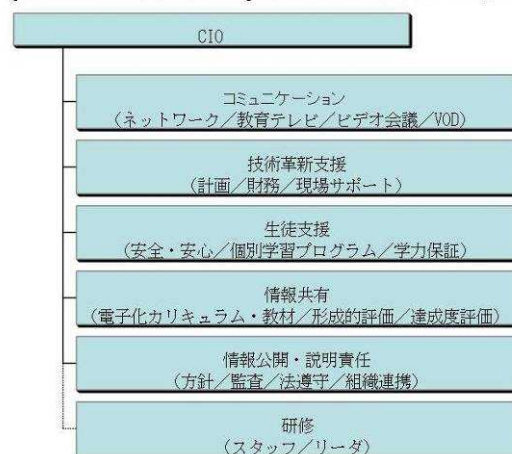 CIO
コミュニケーション
（ネットワーク／教育テレビ／ビデオ会議／VOD）
技術革新支援
（計画／財務／現場サポート）
生徒支援
（安全・安心／個別学習プログラム／学力保証）
情報共有
（電子化カリキュラム・教材／形成的評価／達成度評価）
情報公開・説明責任
（方針／監査／法遵守／組織連携）
研修
（スタッフ／リーダ）